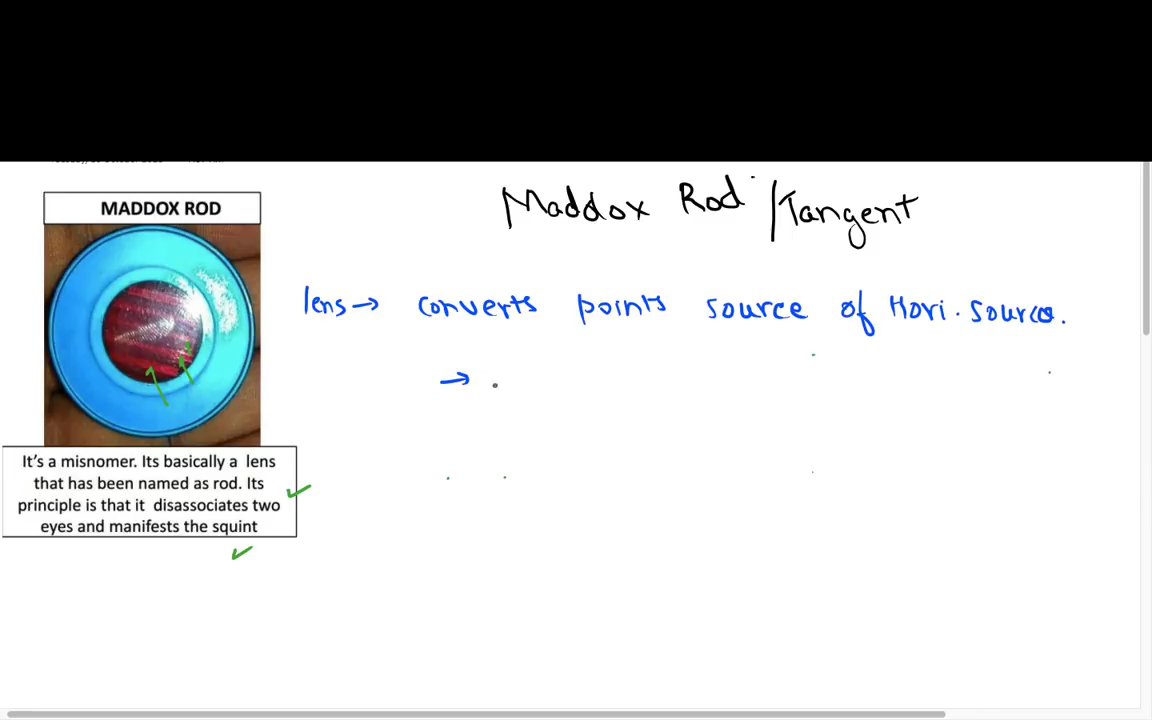 Maddox Rod /Tangent
MADDOX ROD
lens → converts points source of Hori. source.
→
It's a misnomer. Its basically a lens
that has been named as rod. Its
principle is that it disassociates two
eyes and manifests the squint